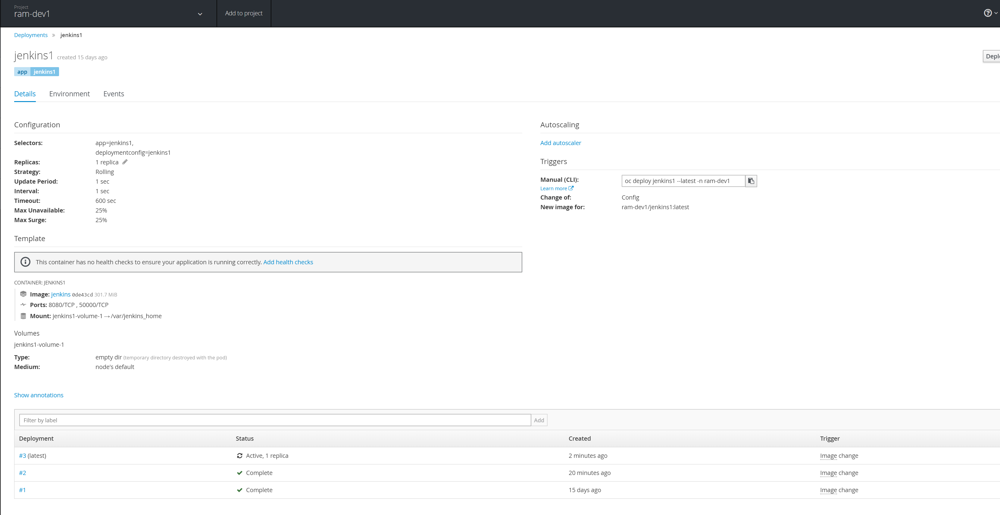 Project
ram-dev1
Add to project
Deployments » jenkins1
jenkins1 created 15 days ago
app jenkins1
Details Environment Events
Configuration
Selectors: app=jenkins1,
deploymentconfig=jenkins1
Replicas: 1 replica
Strategy: Rolling
Update Period: 1 sec
Interval: 1 sec
Timeout: 600 sec
Max Unavailable: 25%
Max Surge: 25%
Template
This container has no health checks to ensure your application is running correctly. Add health checks
CONTAINER: JENKINS1
Image: jenkins 0de43cd 301.7 MiB
Ports: 8080/TCP , 50000/TCP
Mount: jenkins1-volume-1 → /var/jenkins_home
Volumes
jenkins1-volume-1
Type: empty dir (temporary directory destroyed with the pod)
Medium: node's default
Show annotations
Autoscaling
Add autoscaler
Triggers
Manual (CLI): oc deploy jenkins1 --latest -n ram-dev1
Learn more
Change of: Config
New image for: ram-dev1/jenkins1:latest
Filter by label Add
Deployment Status Created Trigger
#3 (latest) Active, 1 replica 2 minutes ago Image change
#2 Complete 20 minutes ago Image change
#1 Complete 15 days ago Image change